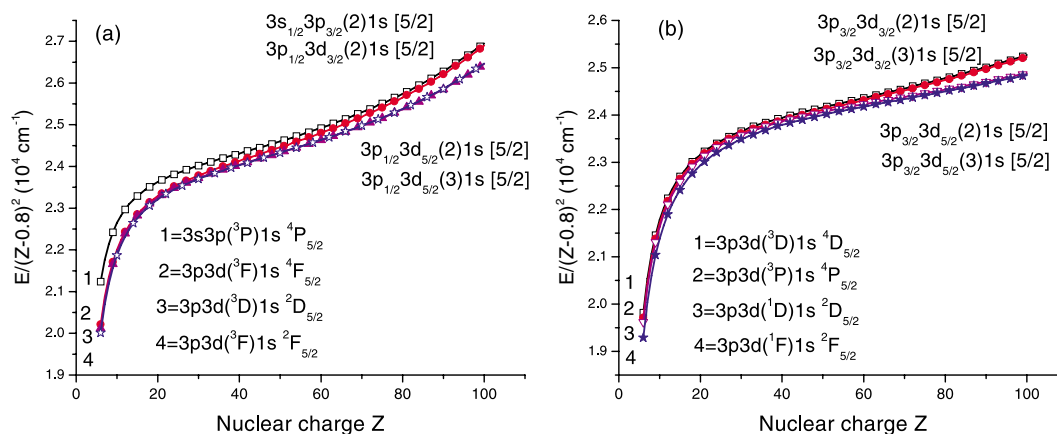 (a)
3s₁/₂3p₃/₂(2)1s [5/2]
3p₁/₂3d₃/₂(2)1s [5/2]
3p₁/₂3d₅/₂(2)1s [5/2]
3p₁/₂3d₅/₂(3)1s [5/2]
1=3s3p(³P)1s ⁴P₅/₂
2=3p3d(³F)1s ⁴F₅/₂
3=3p3d(³D)1s ²D₅/₂
4=3p3d(³F)1s ²F₅/₂
1
2
3
4
E/(Z-0.8)² (10⁴ cm⁻¹)
2.7
2.6
2.5
2.4
2.3
2.2
2.1
2.0
1.9
0 20 40 60 80 100
Nuclear charge Z
(b)
3p₃/₂3d₃/₂(2)1s [5/2]
3p₃/₂3d₃/₂(3)1s [5/2]
3p₃/₂3d₅/₂(2)1s [5/2]
3p₃/₂3d₅/₂(3)1s [5/2]
1=3p3d(³D)1s ⁴D₅/₂
2=3p3d(³P)1s ⁴P₅/₂
3=3p3d(¹D)1s ²D₅/₂
4=3p3d(¹F)1s ²F₅/₂
1
2
3
4
E/(Z-0.8)² (10⁴ cm⁻¹)
2.6
2.5
2.4
2.3
2.2
2.1
2.0
1.9
0 20 40 60 80 100
Nuclear charge Z